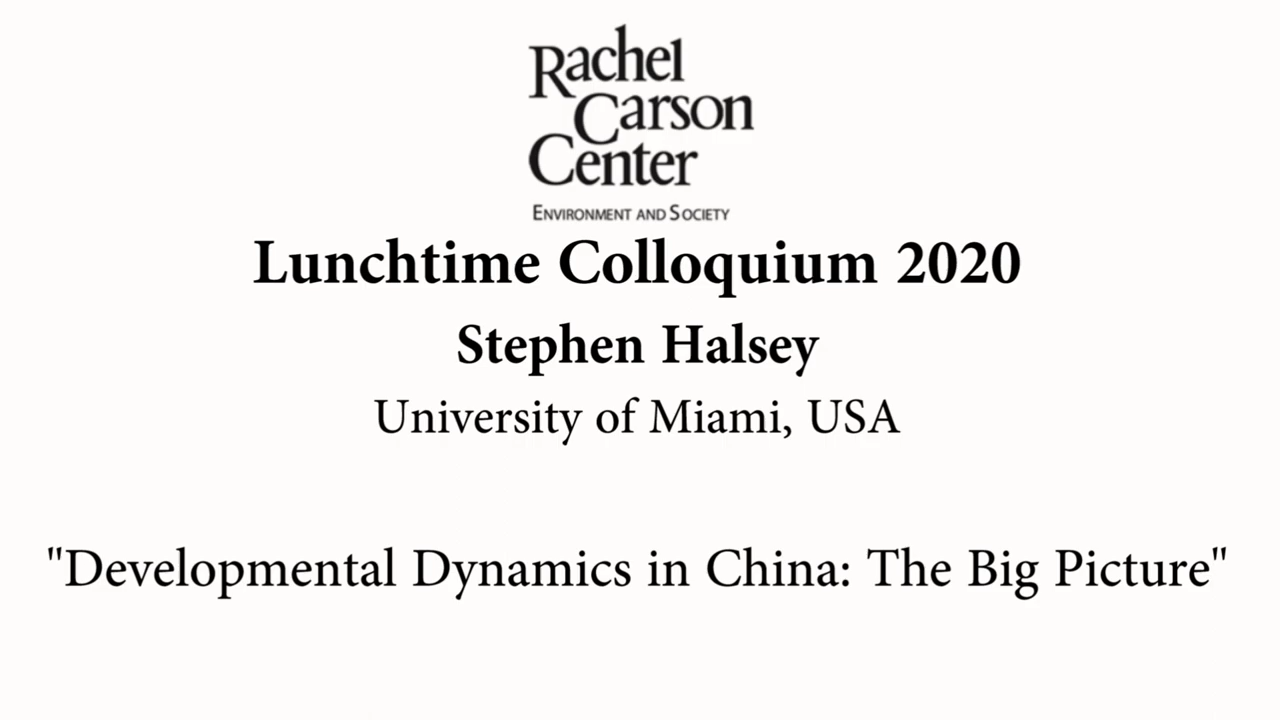 Rachel
Carson
Center
ENVIRONMENT AND SOCIETY
Lunchtime Colloquium 2020
Stephen Halsey
University of Miami, USA
"Developmental Dynamics in China: The Big Picture"